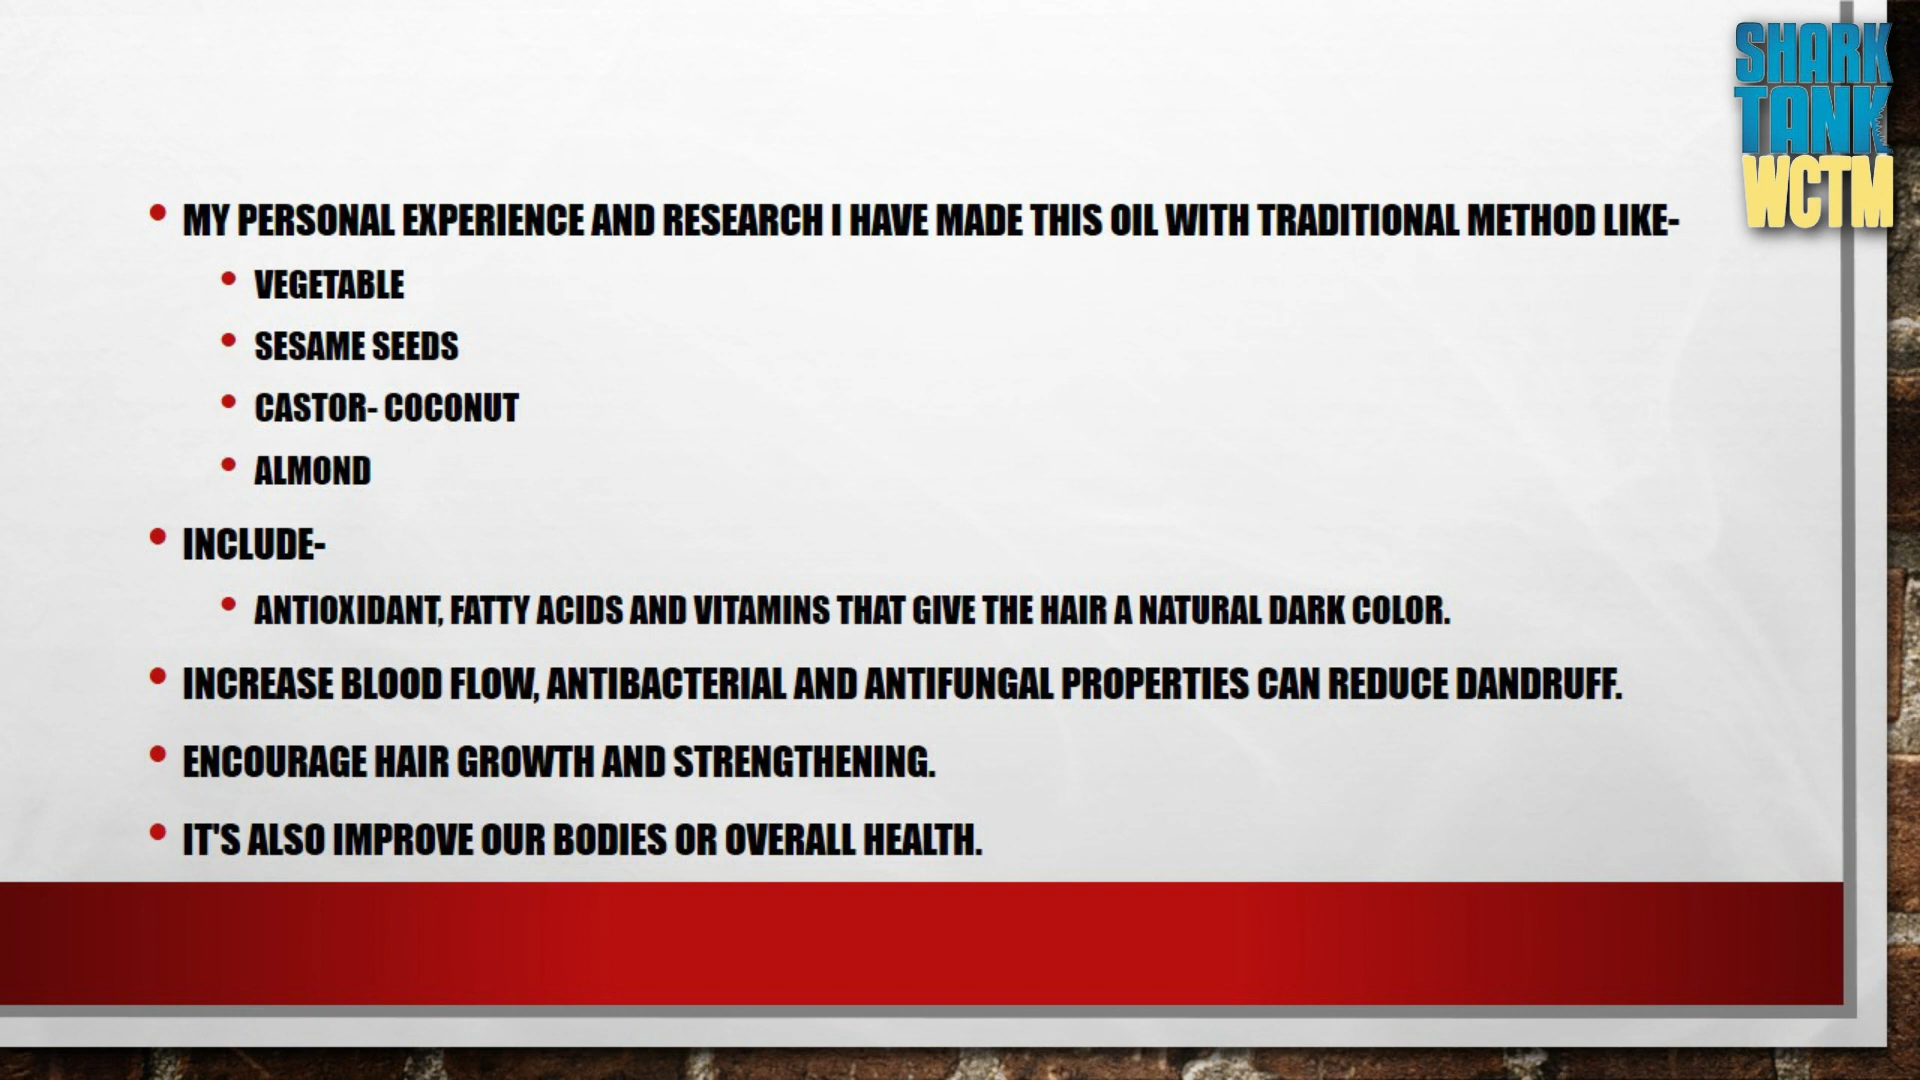 SHARK
TANK
WCTM
MY PERSONAL EXPERIENCE AND RESEARCH I HAVE MADE THIS OIL WITH TRADITIONAL METHOD LIKE-
VEGETABLE
SESAME SEEDS
CASTOR- COCONUT
ALMOND
INCLUDE-
ANTIOXIDANT, FATTY ACIDS AND VITAMINS THAT GIVE THE HAIR A NATURAL DARK COLOR.
INCREASE BLOOD FLOW, ANTIBACTERIAL AND ANTIFUNGAL PROPERTIES CAN REDUCE DANDRUFF.
ENCOURAGE HAIR GROWTH AND STRENGTHENING.
IT'S ALSO IMPROVE OUR BODIES OR OVERALL HEALTH.